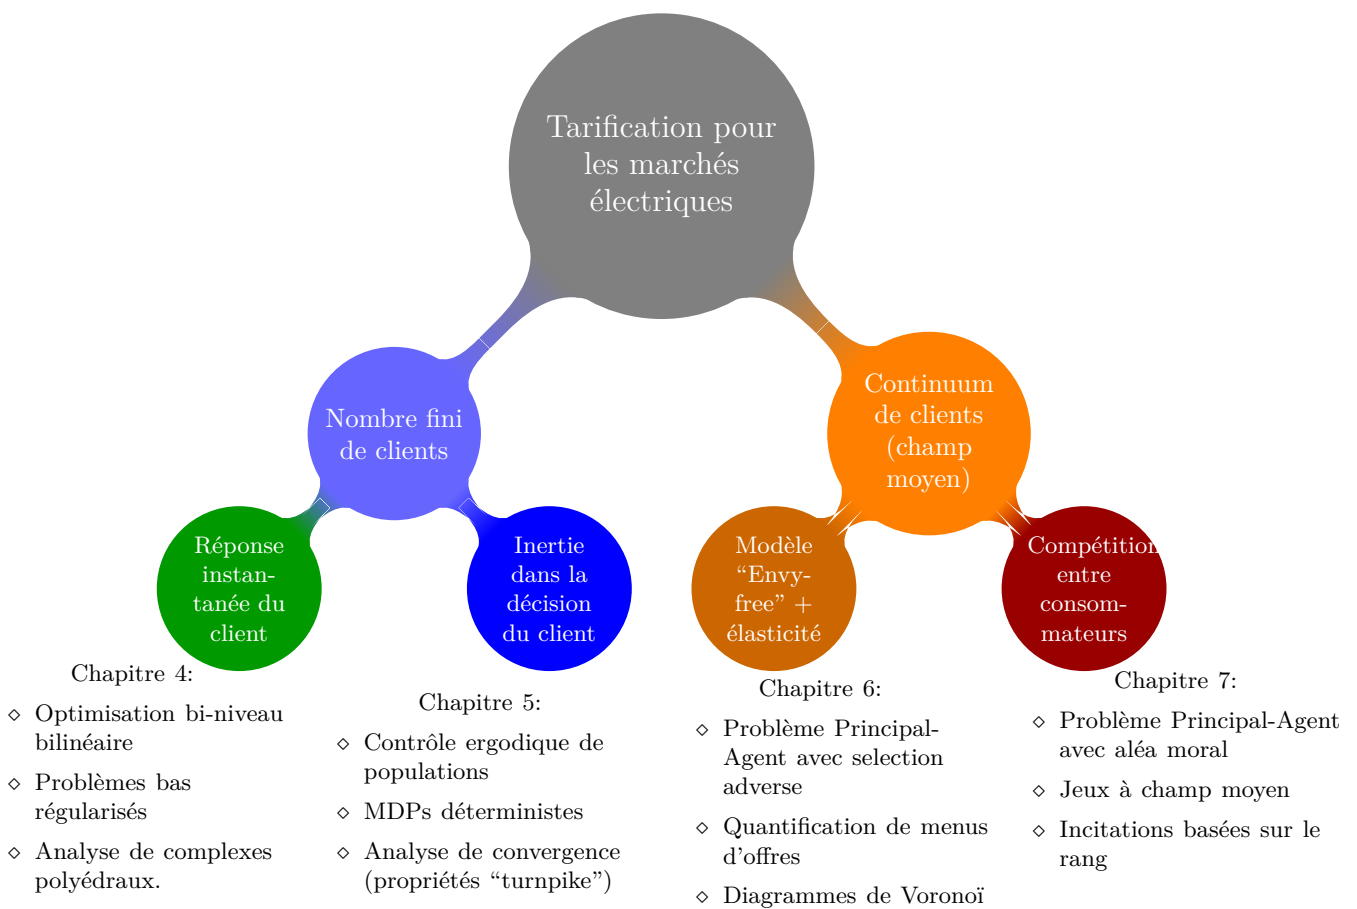 Tarification pour
les marchés
électriques
Nombre fini
de clients
Continuum
de clients
(champ
moyen)
Réponse
instan-
tanée du
client
Inertie
dans la
décision
du client
Modèle
“Envy-
free” +
élasticité
Compétition
entre
consom-
mateurs
Chapitre 4:
⋄ Optimisation bi-niveau
bilinéaire
⋄ Problèmes bas
régularisés
⋄ Analyse de complexes
polyédraux.
Chapitre 5:
⋄ Contrôle ergodique de
populations
⋄ MDPs déterministes
⋄ Analyse de convergence
(propriétés “turnpike”)
Chapitre 6:
⋄ Problème Principal-
Agent avec selection
adverse
⋄ Quantification de menus
d’offres
⋄ Diagrammes de Voronoï
Chapitre 7:
⋄ Problème Principal-Agent
avec aléa moral
⋄ Jeux à champ moyen
⋄ Incitations basées sur le
rang